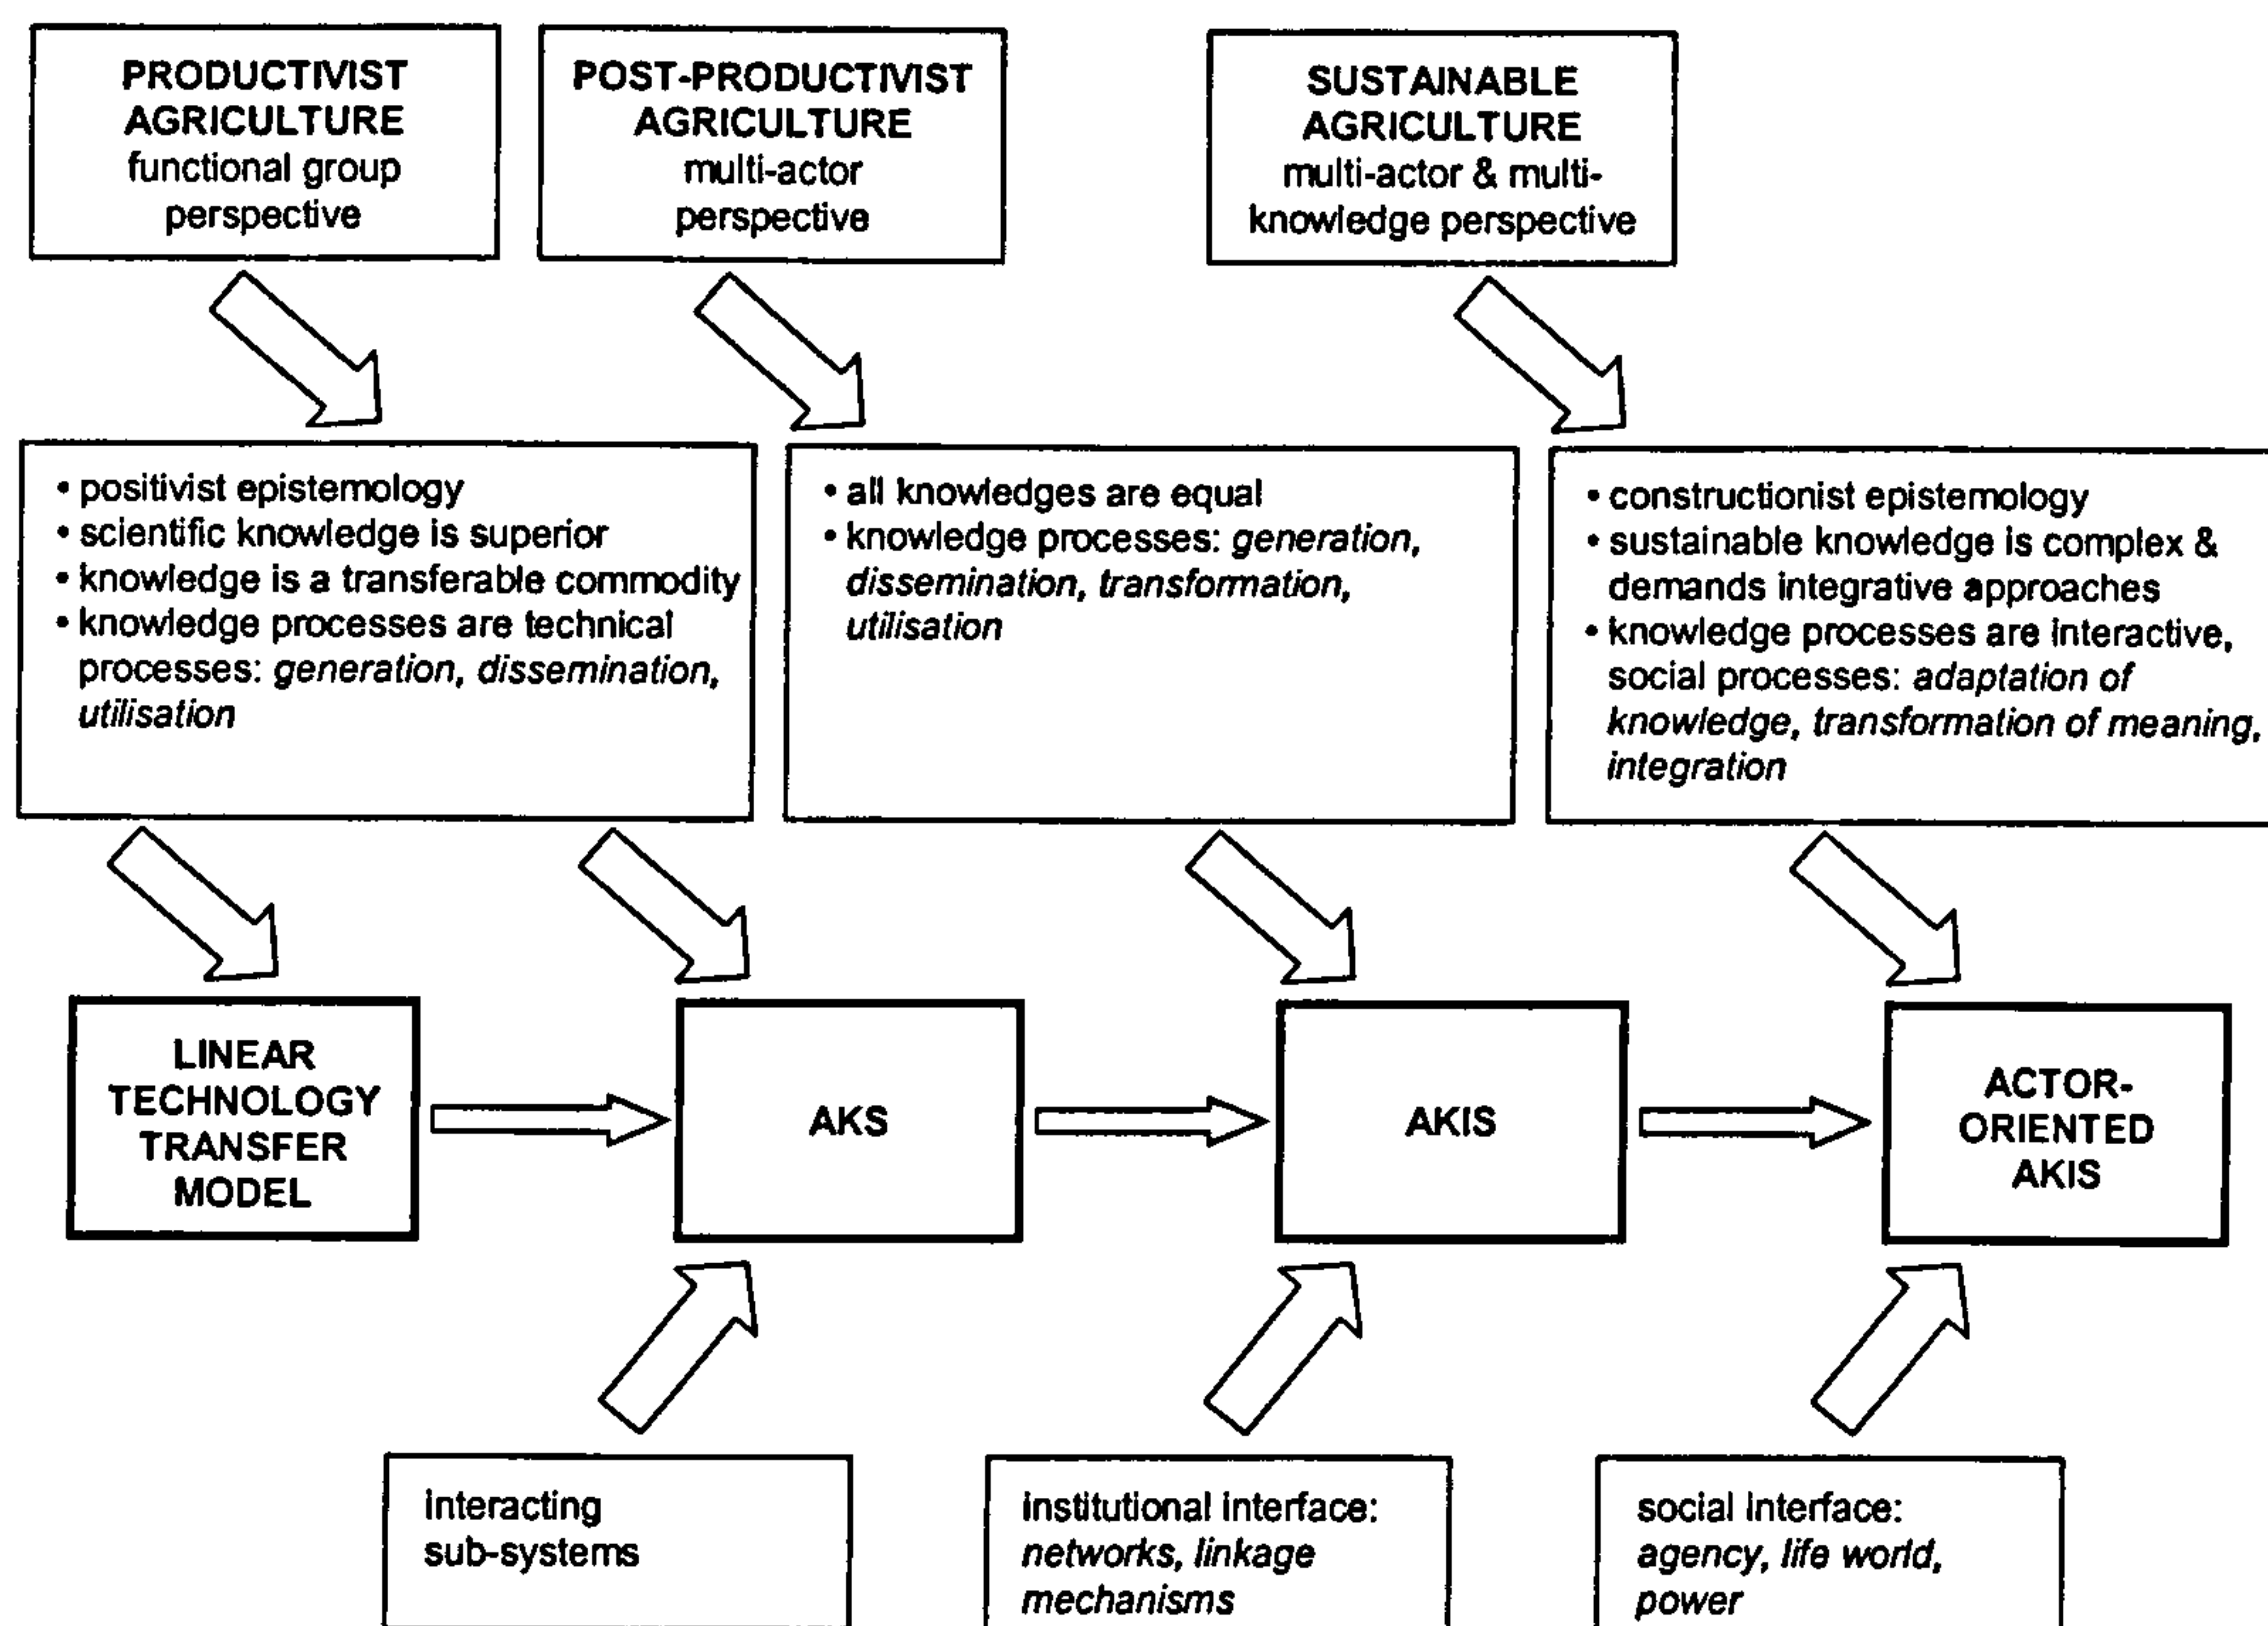 PRODUCTIVIST
AGRICULTURE
functional group
perspective
POST-PRODUCTIVIST
AGRICULTURE
multi-actor
perspective
SUSTAINABLE
AGRICULTURE
multi-actor & multi-
knowledge perspective
• positivist epistemology
• scientific knowledge is superior
• knowledge is a transferable commodity
• knowledge processes are technical
processes: generation, dissemination,
utilisation
• all knowledges are equal
• knowledge processes: generation,
dissemination, transformation,
utilisation
• constructionist epistemology
• sustainable knowledge is complex &
demands integrative approaches
• knowledge processes are interactive,
social processes: adaptation of
knowledge, transformation of meaning,
integration
LINEAR
TECHNOLOGY
TRANSFER
MODEL
AKS
AKIS
ACTOR-
ORIENTED
AKIS
interacting
sub-systems
institutional interface:
networks, linkage
mechanisms
social interface:
agency, life world,
power